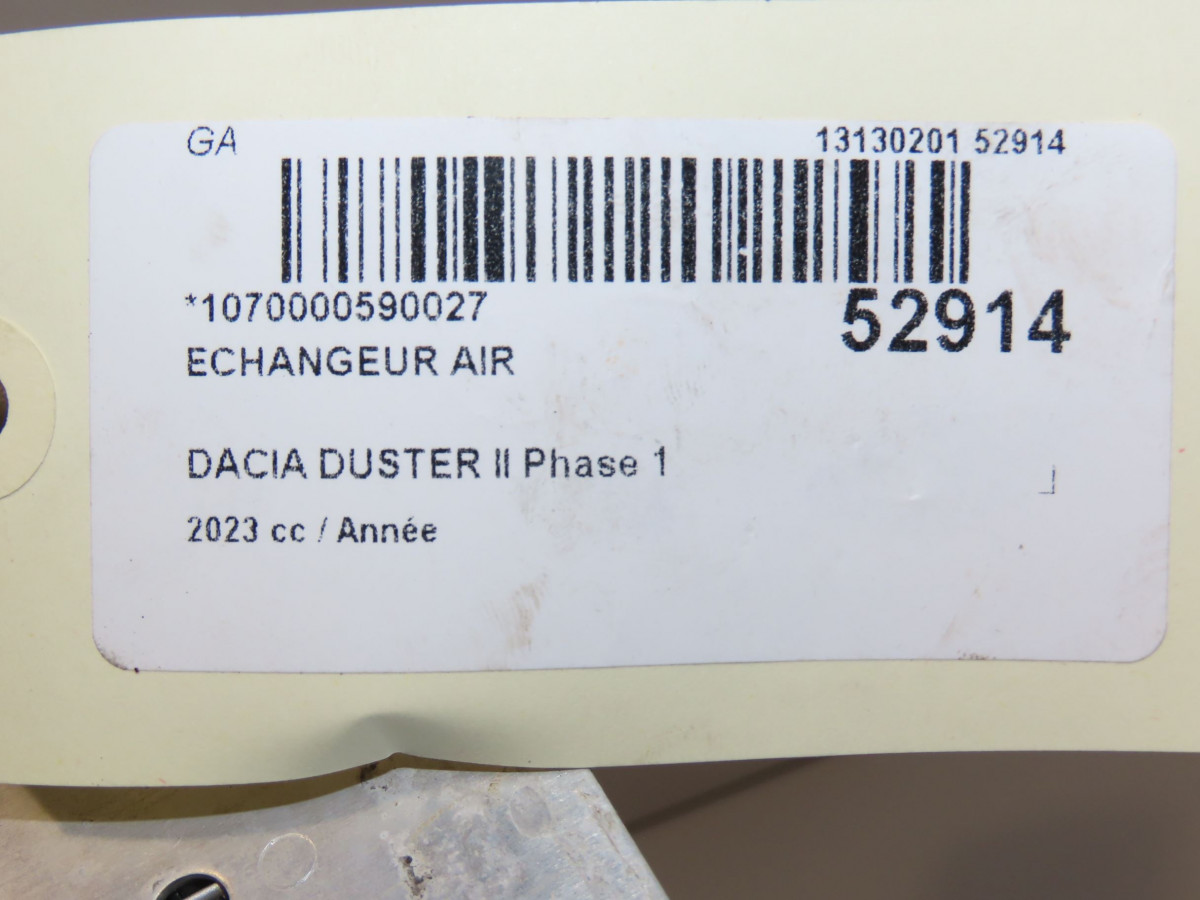 GA 13130201 52914
*1070000590027 52914
ECHANGEUR AIR
DACIA DUSTER II Phase 1
2023 cc / Année